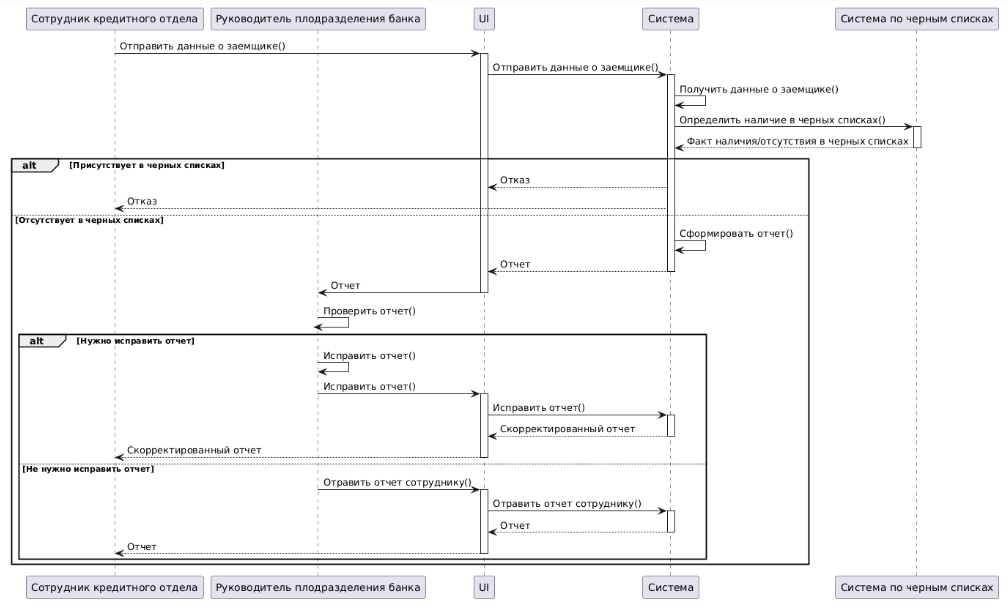 Сотрудник кредитного отдела
Руководитель плодразделения банка
UI
Система
Система по черным списках
Отправить данные о заемщике()
Отправить данные о заемщике()
Получить данные о заемщике()
Определить наличие в черных списках()
Факт наличия/отсутствия в черных списках
alt [Присутствует в черных списках]
Отказ
Отказ
[Отсутствует в черных списках]
Сформировать отчет()
Отчет
Отчет
Проверить отчет()
alt [Нужно исправить отчет]
Исправить отчет()
Исправить отчет()
Исправить отчет()
Скорректированный отчет
Скорректированный отчет
[Не нужно исправить отчет]
Отравить отчет сотруднику()
Отравить отчет сотруднику()
Отчет
Отчет
Сотрудник кредитного отдела
Руководитель плодразделения банка
UI
Система
Система по черным списках